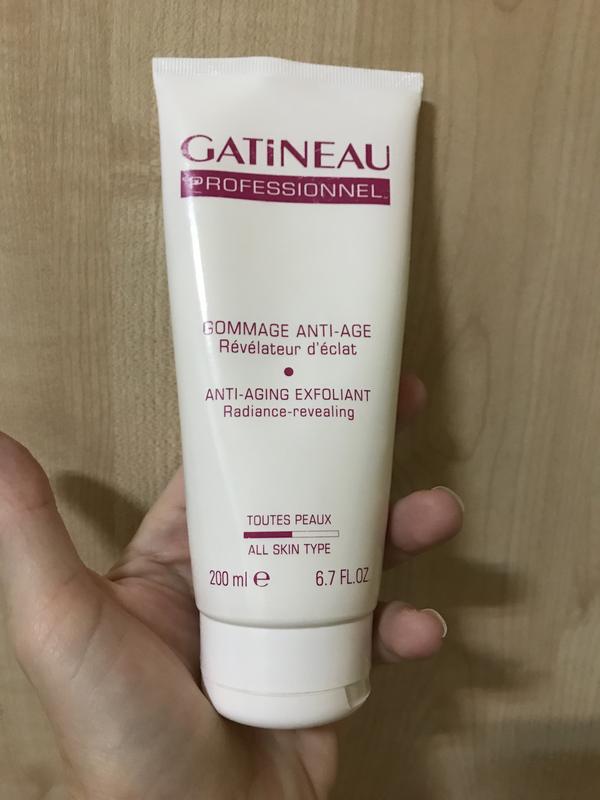 GATiNEAU
PROFESSIONNEL
GOMMAGE ANTI-AGE
Révélateur d'éclat
ANTI-AGING EXFOLIANT
Radiance-revealing
TOUTES PEAUX
ALL SKIN TYPE
200 ml ℮ 6.7 FL.OZ